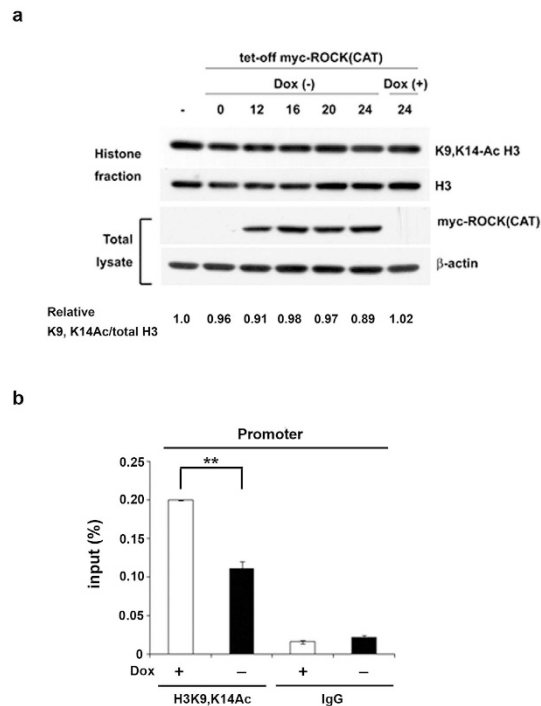 a
tet-off myc-ROCK(CAT)
Dox (-) Dox (+)
- 0 12 16 20 24 24
Histone fraction
K9,K14-Ac H3
H3
Total lysate
myc-ROCK(CAT)
β-actin
Relative
K9, K14Ac/total H3
1.0 0.96 0.91 0.98 0.97 0.89 1.02
b
Promoter
**
input (%)
0.25
0.20
0.15
0.10
0.05
0
Dox + – + –
H3K9,K14Ac IgG